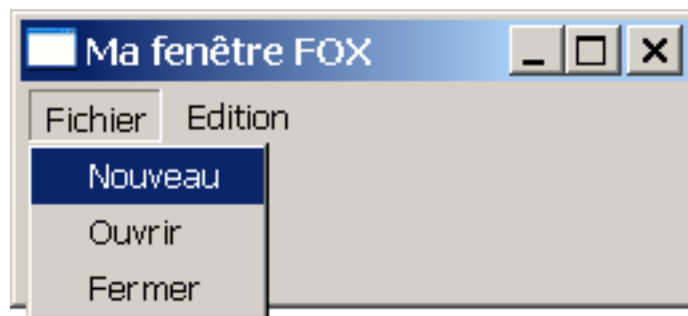 Ma fenêtre FOX
Fichier Edition
Nouveau
Ouvrir
Fermer